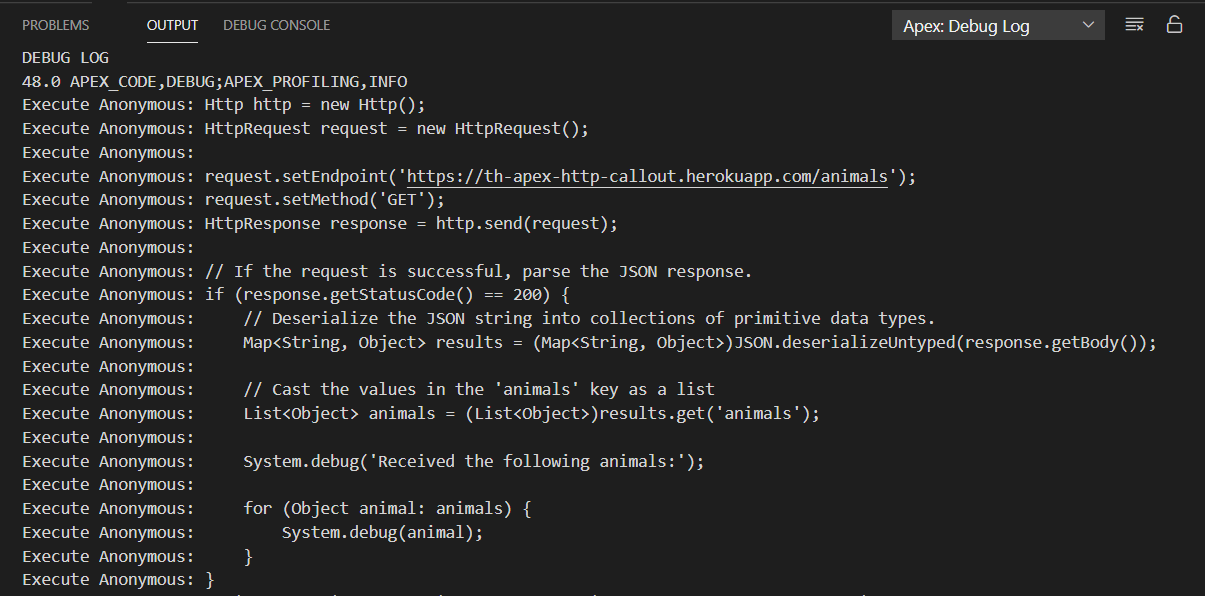 PROBLEMS OUTPUT DEBUG CONSOLE Apex: Debug Log
DEBUG LOG
48.0 APEX_CODE,DEBUG;APEX_PROFILING,INFO
Execute Anonymous: Http http = new Http();
Execute Anonymous: HttpRequest request = new HttpRequest();
Execute Anonymous:
Execute Anonymous: request.setEndpoint('https://th-apex-http-callout.herokuapp.com/animals');
Execute Anonymous: request.setMethod('GET');
Execute Anonymous: HttpResponse response = http.send(request);
Execute Anonymous:
Execute Anonymous: // If the request is successful, parse the JSON response.
Execute Anonymous: if (response.getStatusCode() == 200) {
Execute Anonymous:     // Deserialize the JSON string into collections of primitive data types.
Execute Anonymous:     Map<String, Object> results = (Map<String, Object>)JSON.deserializeUntyped(response.getBody());
Execute Anonymous:
Execute Anonymous:     // Cast the values in the 'animals' key as a list
Execute Anonymous:     List<Object> animals = (List<Object>)results.get('animals');
Execute Anonymous:
Execute Anonymous:     System.debug('Received the following animals:');
Execute Anonymous:
Execute Anonymous:     for (Object animal: animals) {
Execute Anonymous:         System.debug(animal);
Execute Anonymous:     }
Execute Anonymous: }